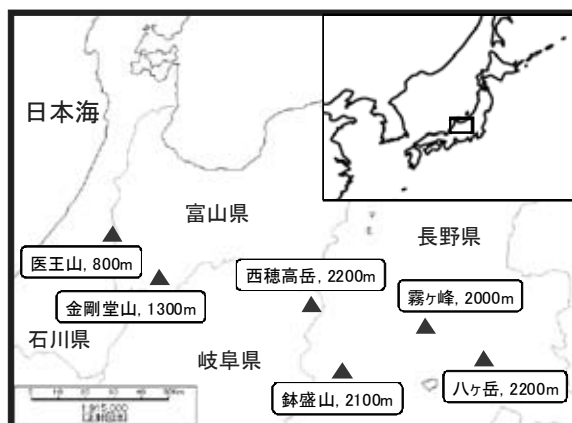 日本海
富山県
長野県
医王山, 800m
西穂高岳, 2200m
金剛堂山, 1300m
霧ヶ峰, 2000m
石川県
岐阜県
鉢盛山, 2100m
八ヶ岳, 2200m